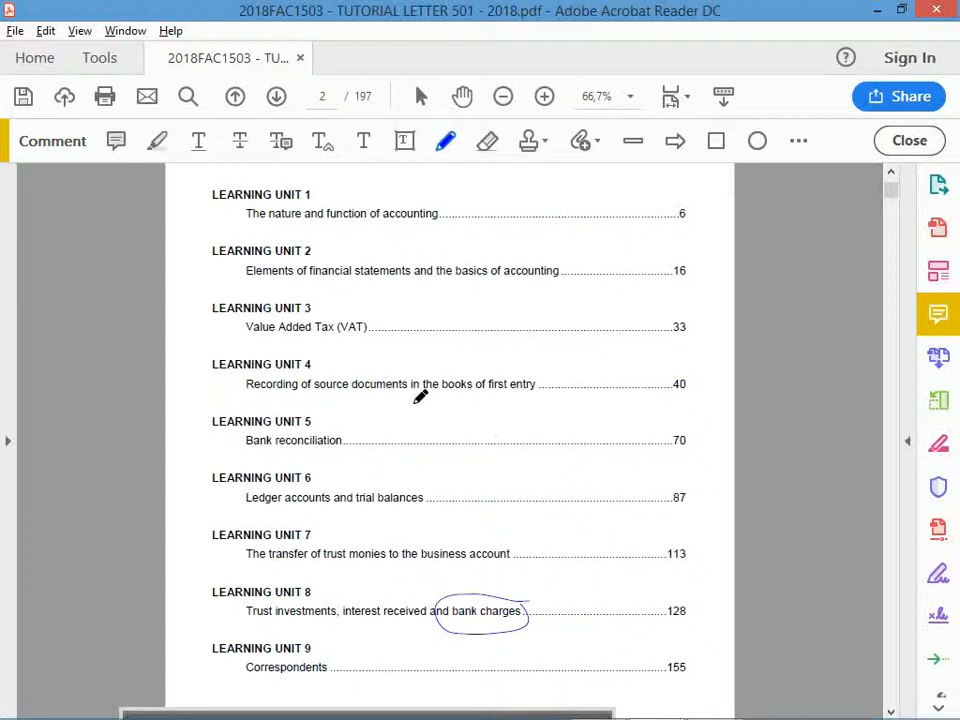 2018FAC1503 - TUTORIAL LETTER 501 - 2018.pdf - Adobe Acrobat Reader DC
File Edit View Window Help
Home Tools 2018FAC1503 - TU... × Sign In
2 / 197 66,7% Share
Comment Close
LEARNING UNIT 1
The nature and function of accounting 6
LEARNING UNIT 2
Elements of financial statements and the basics of accounting 16
LEARNING UNIT 3
Value Added Tax (VAT) 33
LEARNING UNIT 4
Recording of source documents in the books of first entry 40
LEARNING UNIT 5
Bank reconciliation 70
LEARNING UNIT 6
Ledger accounts and trial balances 87
LEARNING UNIT 7
The transfer of trust monies to the business account 113
LEARNING UNIT 8
Trust investments, interest received and bank charges 128
LEARNING UNIT 9
Correspondents 155